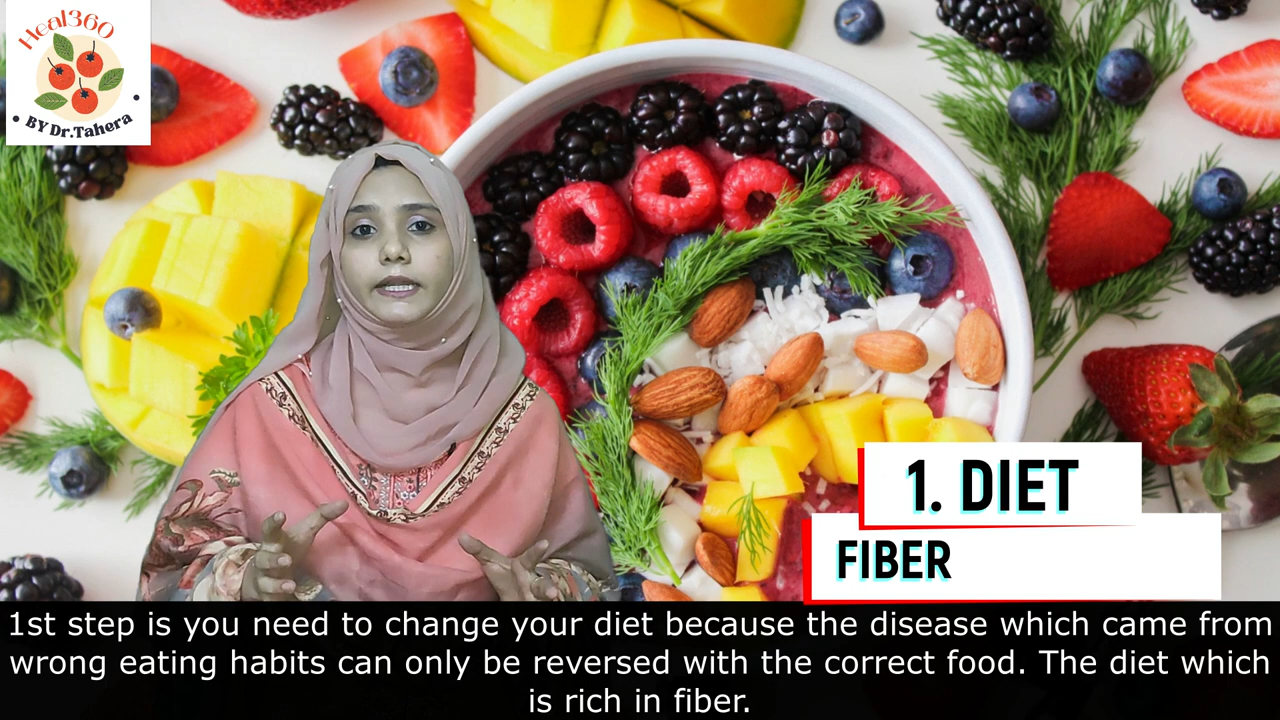 Heal360
• BY Dr.Tahera •
1. DIET
FIBER
1st step is you need to change your diet because the disease which came from
wrong eating habits can only be reversed with the correct food. The diet which
is rich in fiber.